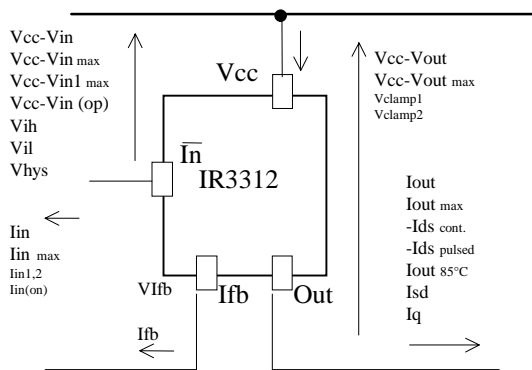 Vcc-Vin
Vcc-Vin max
Vcc-Vin1 max
Vcc-Vin (op)
Vih
Vil
Vhys
Iin
Iin max
Iin1,2
Iin(on)
Vcc
In
IR3312
VIfb
Ifb
Out
Ifb
Vcc-Vout
Vcc-Vout max
Vclamp1
Vclamp2
Iout
Iout max
-Ids cont.
-Ids pulsed
Iout 85°C
Isd
Iq